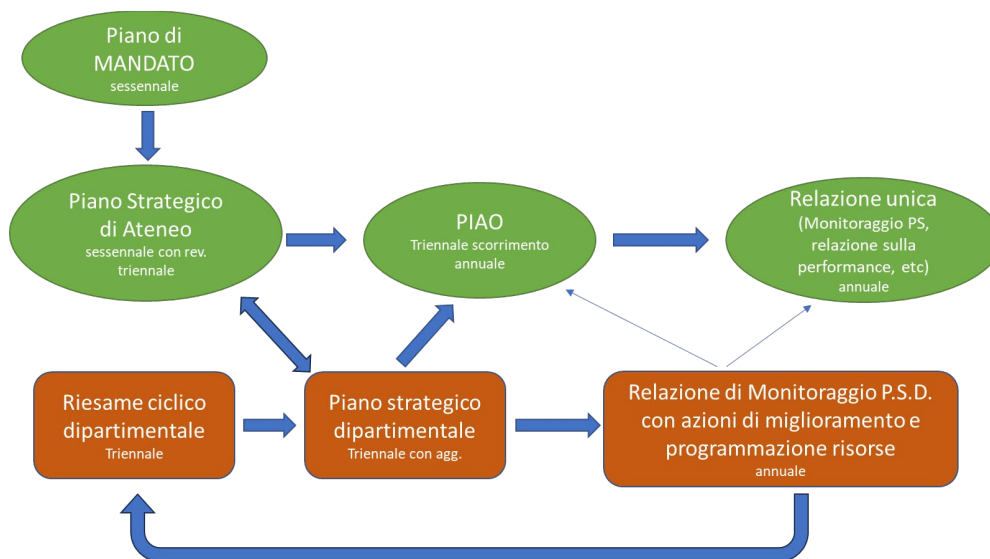 Piano di
MANDATO
sessennale
Piano Strategico
di Ateneo
sessennale con rev.
triennale
PIAO
Triennale scorrimento
annuale
Relazione unica
(Monitoraggio PS,
relazione sulla
performance, etc)
annuale
Riesame ciclico
dipartimentale
Triennale
Piano strategico
dipartimentale
Triennale con agg.
Relazione di Monitoraggio P.S.D.
con azioni di miglioramento e
programmazione risorse
annuale